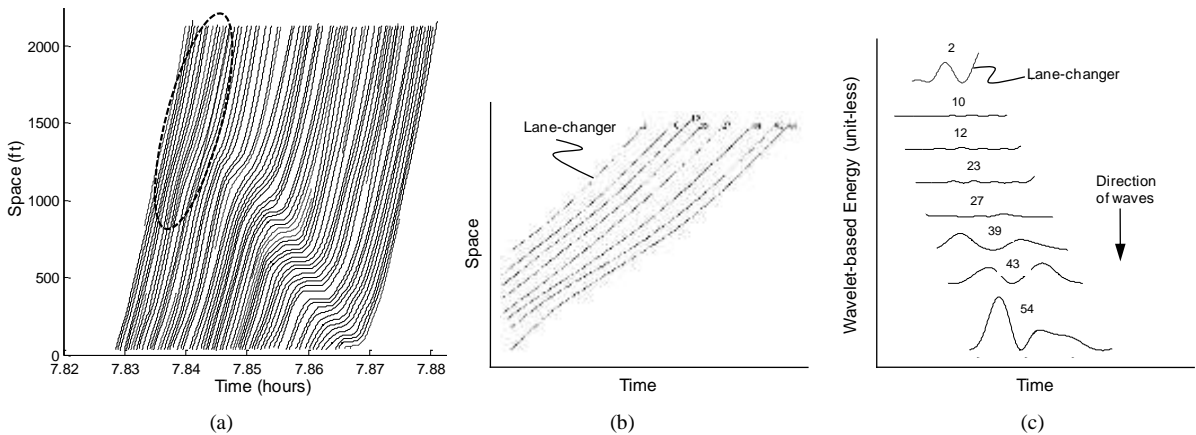 2000
1500
1000
500
0
Space (ft)
7.82 7.83 7.84 7.85 7.86 7.87 7.88
Time (hours)
(a)
Lane-changer
27
Space
Time
(b)
2
Lane-changer
10
12
23
27
39
43
54
Direction
of waves
Wavelet-based Energy (unit-less)
Time
(c)